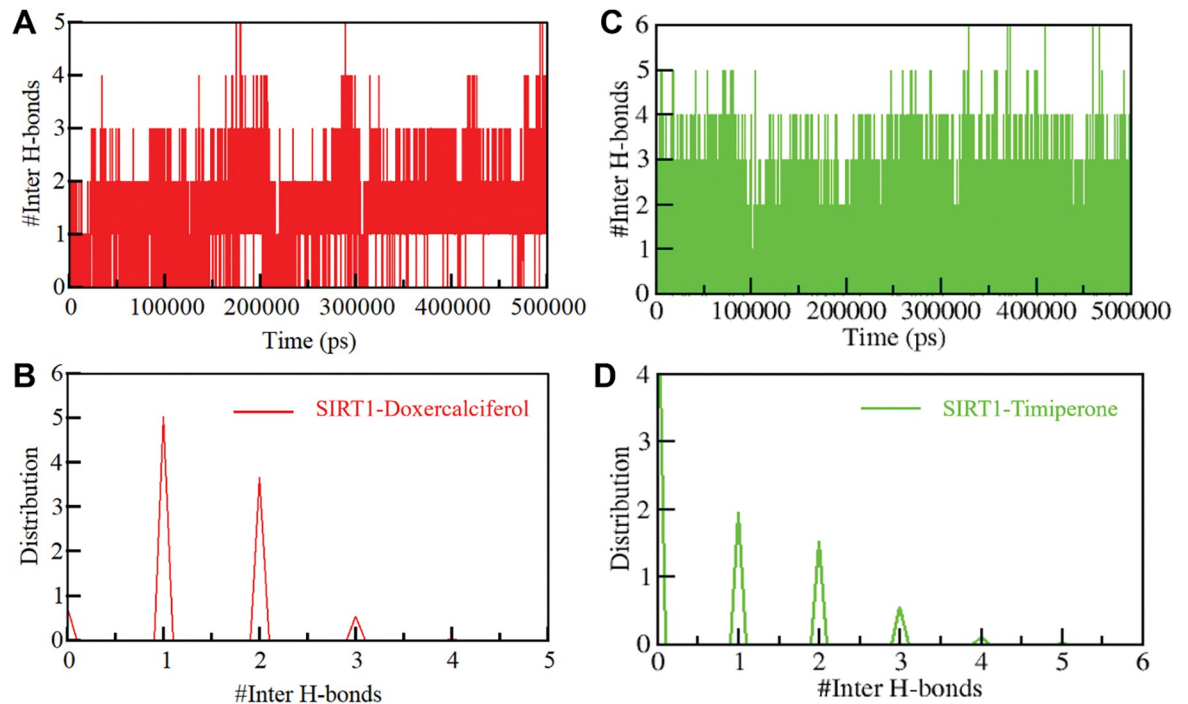 A
5
4
3
2
1
0
#Inter H-bonds
0 100000 200000 300000 400000 500000
Time (ps)
C
6
5
4
3
2
1
0
#Inter H-bonds
0 100000 200000 300000 400000 500000
Time (ps)
B
6
5
4
3
2
1
0
Distribution
SIRT1-Doxercalciferol
0 1 2 3 4 5
#Inter H-bonds
D
4
3
2
1
0
Distribution
SIRT1-Timiperone
0 1 2 3 4 5 6
#Inter H-bonds